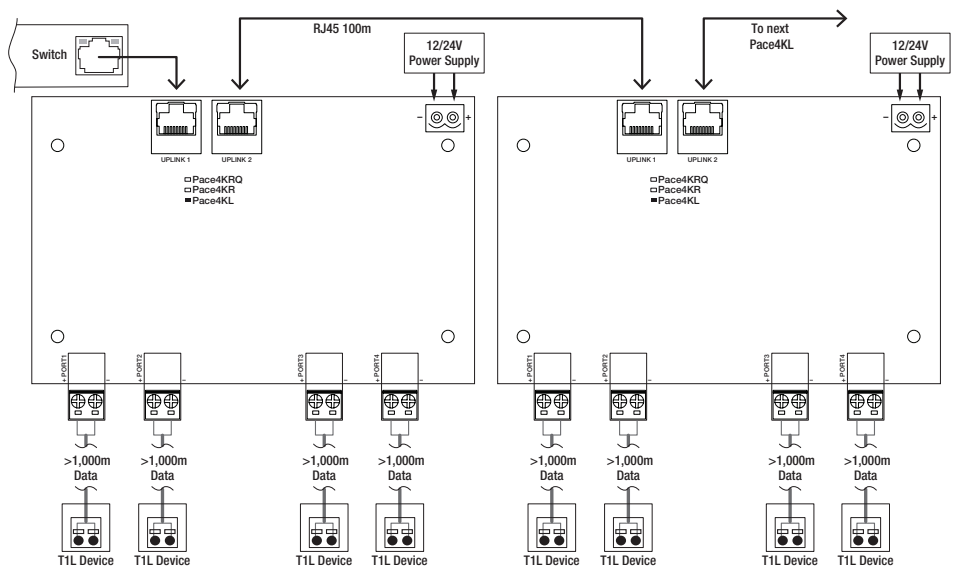 RJ45 100m
To next
Pace4KL
Switch
12/24V
Power Supply
12/24V
Power Supply
–
+
–
+
UPLINK 1
UPLINK 2
UPLINK 1
UPLINK 2
Pace4KRQ
Pace4KR
Pace4KL
Pace4KRQ
Pace4KR
Pace4KL
+ PORT1 –
+ PORT2 –
+ PORT3 –
+ PORT4 –
+ PORT1 –
+ PORT2 –
+ PORT3 –
+ PORT4 –
>1,000m
Data
>1,000m
Data
>1,000m
Data
>1,000m
Data
>1,000m
Data
>1,000m
Data
>1,000m
Data
>1,000m
Data
T1L Device
T1L Device
T1L Device
T1L Device
T1L Device
T1L Device
T1L Device
T1L Device